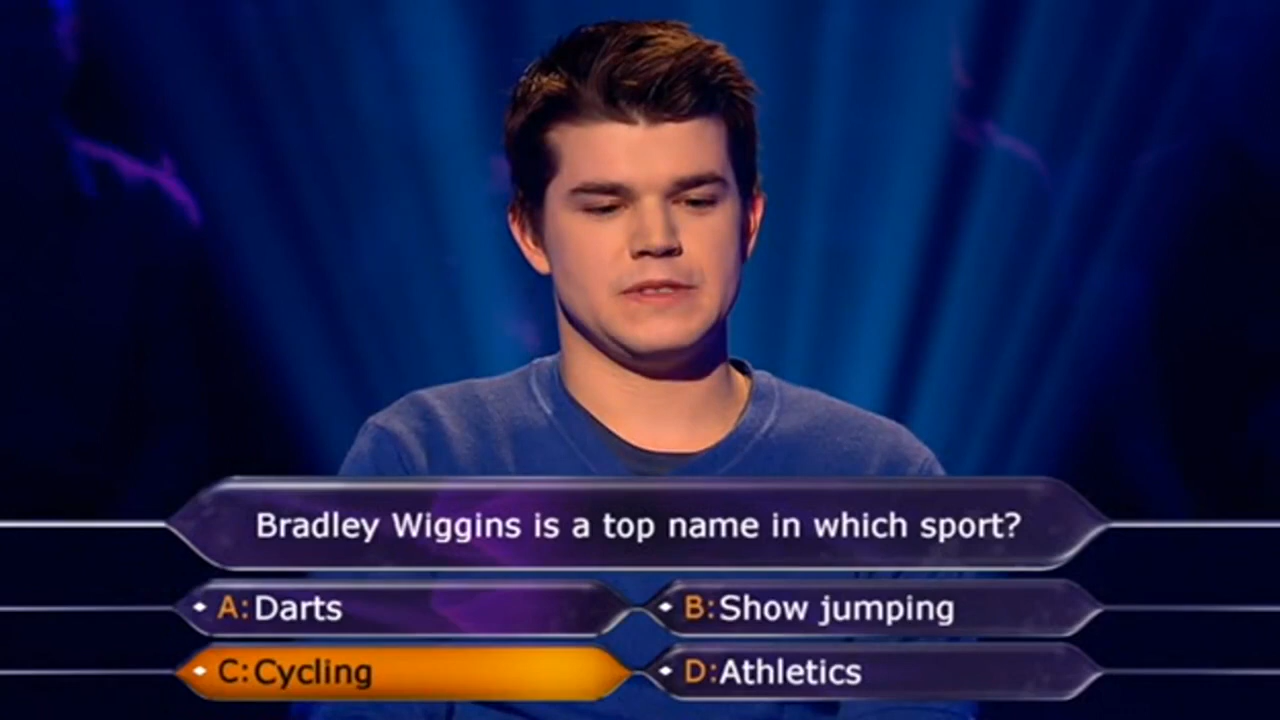 Bradley Wiggins is a top name in which sport?
A: Darts
B: Show jumping
C: Cycling
D: Athletics